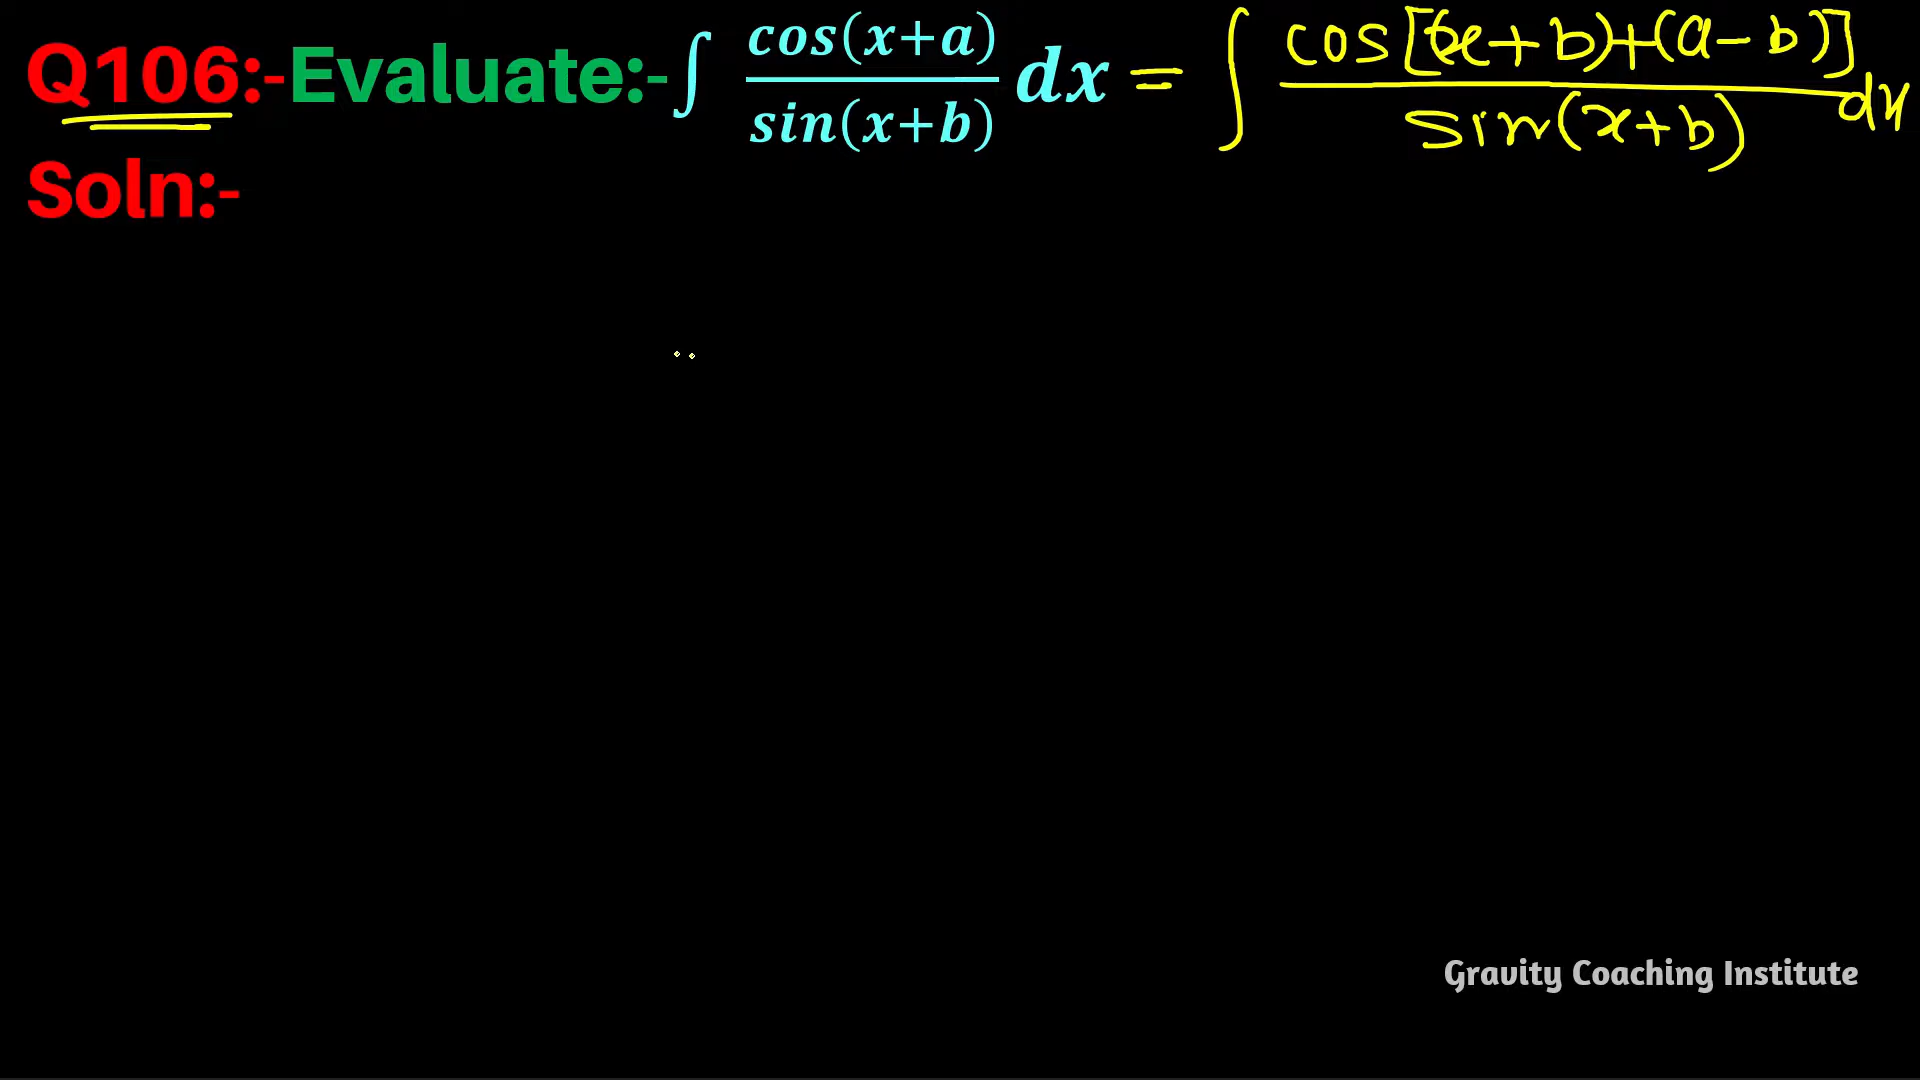 Q106:-Evaluate:-∫ cos(x+a)/sin(x+b) dx = ∫ cos[(x+b)+(a-b)]/sin(x+b) dx
Soln:-
Gravity Coaching Institute